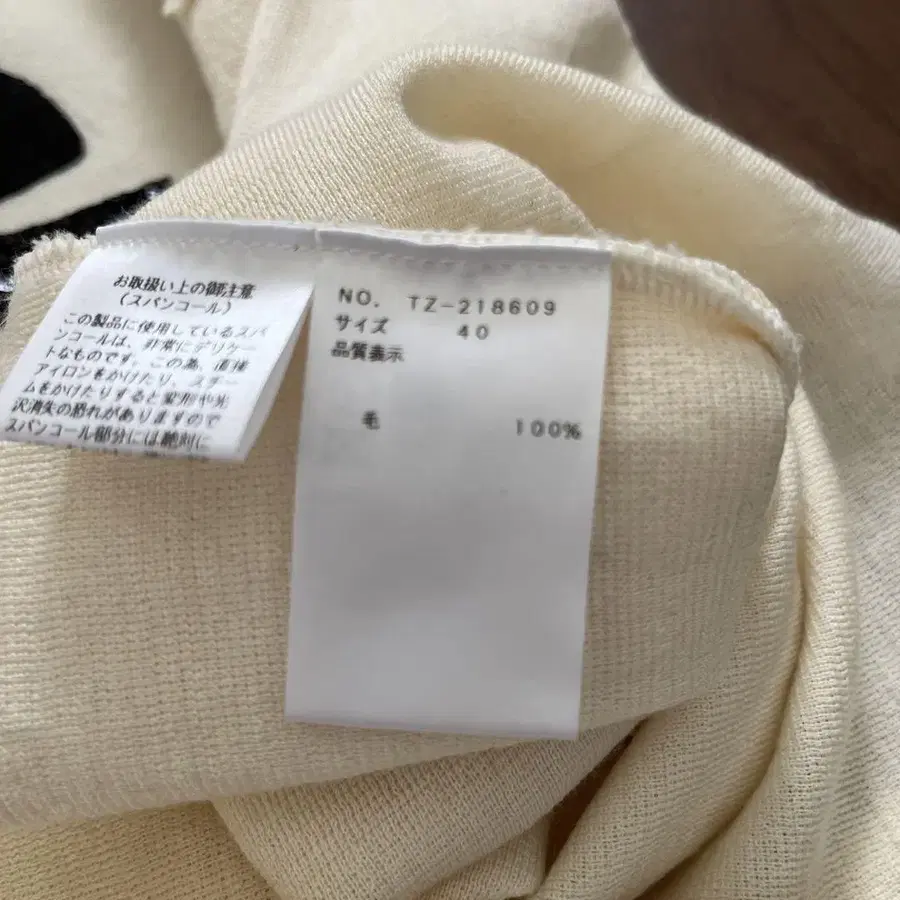 お取扱い上の御注意
（スパンコール）
この製品に使用しているスパン
コールは、非常にデリケー
トなものです。この為、直接
アイロンをかけたり、スチー
ムをかけたりすると変形や光
沢消失の恐れがありますので
スパンコール部分には絶対に
NO. TZ-218609
サイズ 40
品質表示
毛 100%